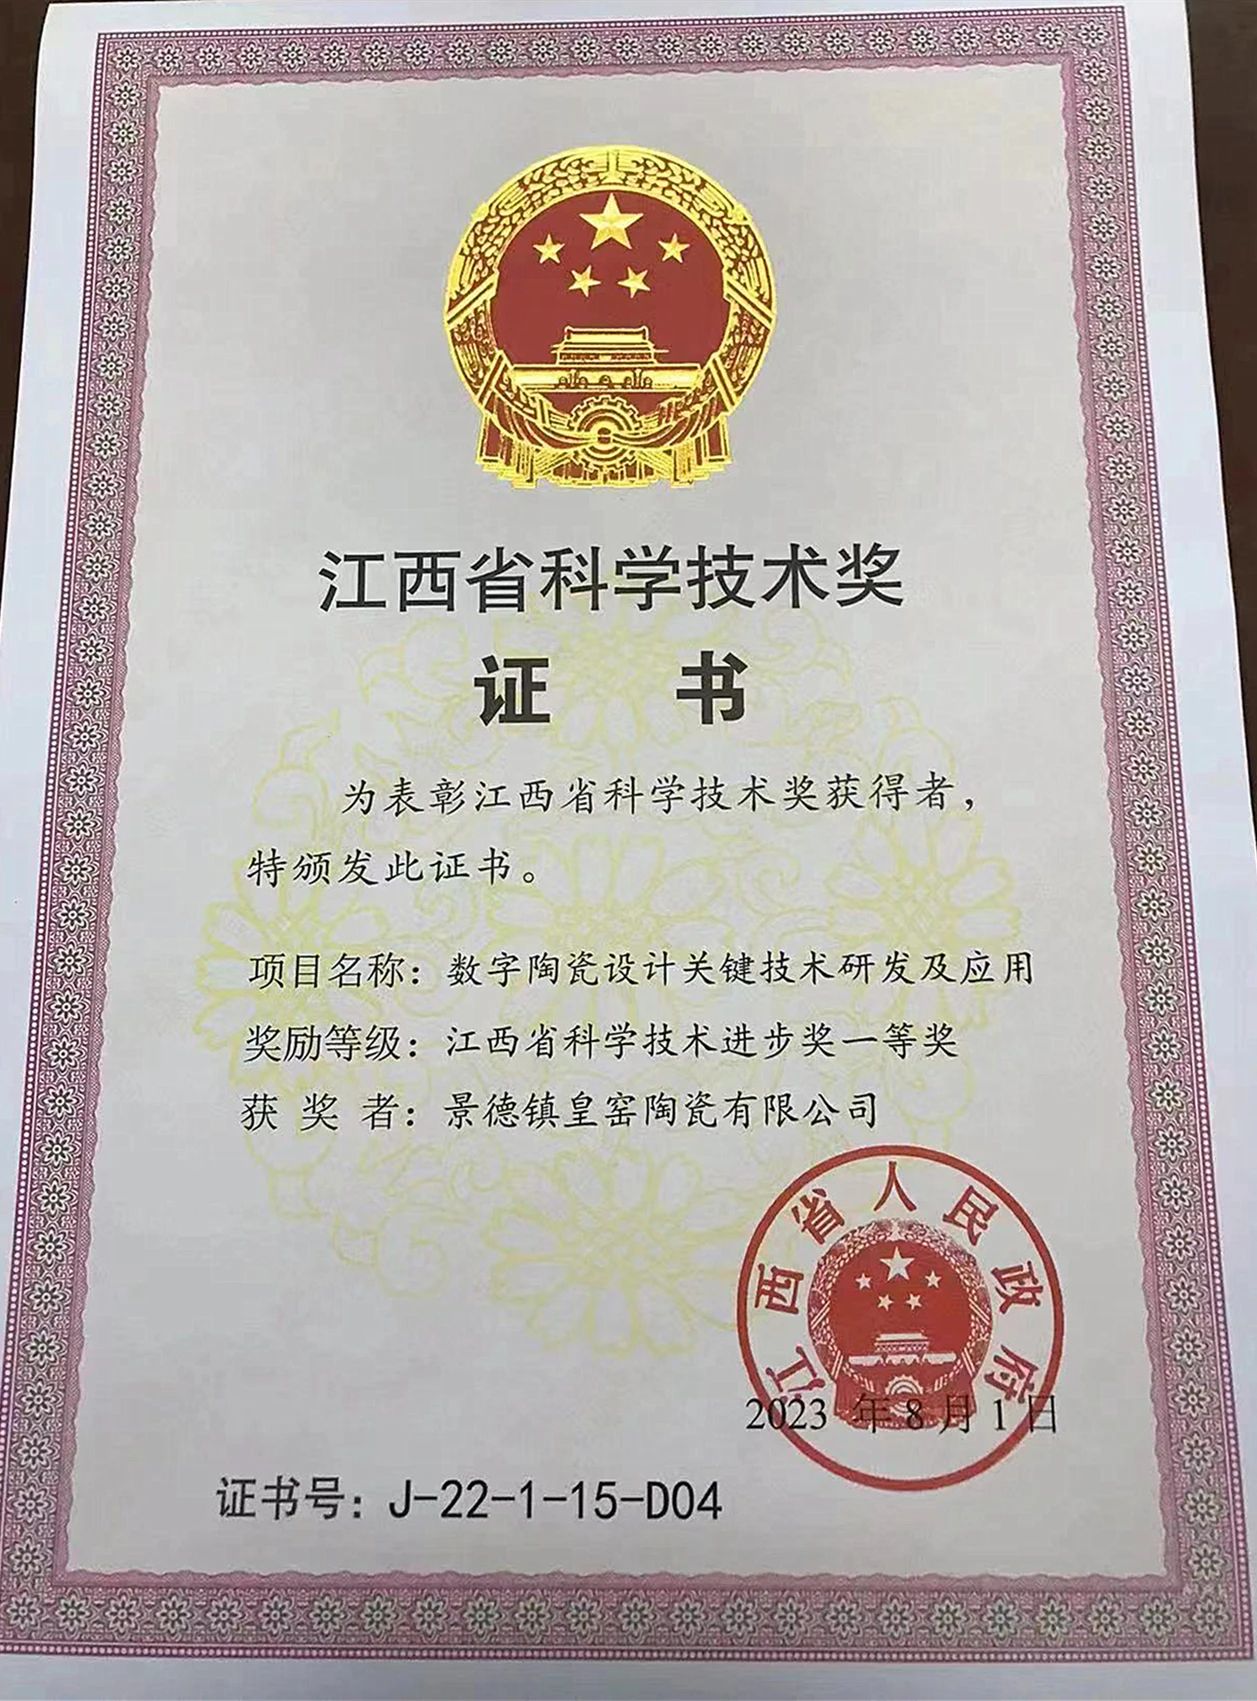 江西省科学技术奖
证 书
为表彰江西省科学技术奖获得者，
特颁发此证书。
项目名称：数字陶瓷设计关键技术研发及应用
奖励等级：江西省科学技术进步奖一等奖
获 奖 者：景德镇皇窑陶瓷有限公司
江西省人民政府
2023 年 8 月 1 日
证书号：J-22-1-15-D04